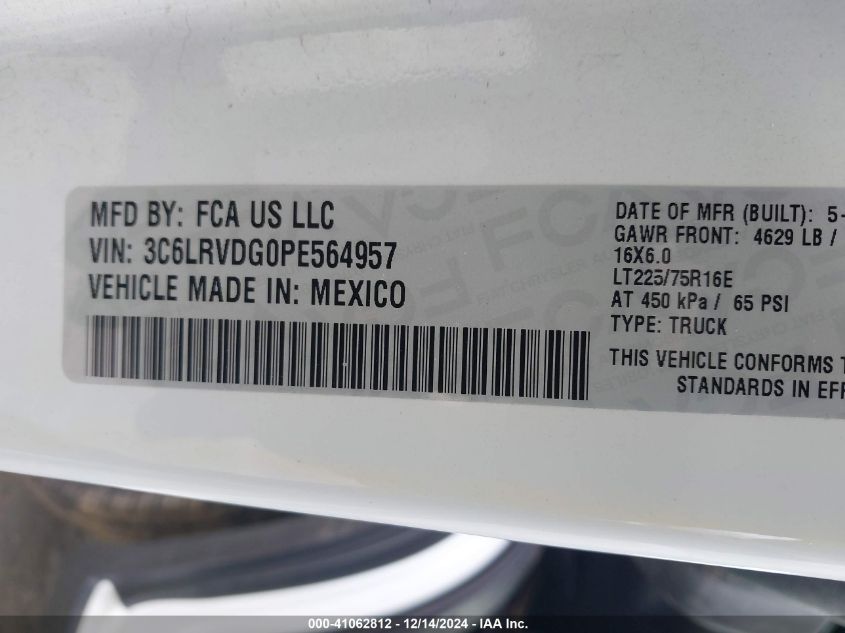 MFD BY: FCA US LLC
VIN: 3C6LRVDG0PE564957
VEHICLE MADE IN: MEXICO
DATE OF MFR (BUILT): 5-
GAWR FRONT: 4629 LB /
16X6.0
LT225/75R16E
AT 450 kPa / 65 PSI
TYPE: TRUCK
THIS VEHICLE CONFORMS
STANDARDS IN
000-41062812 - 12/14/2024 - IAA Inc.